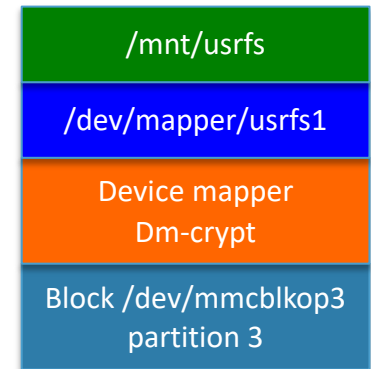 /mnt/usrfs
/dev/mapper/usrfs1
Device mapper
Dm-crypt
Block /dev/mmcblkop3
partition 3